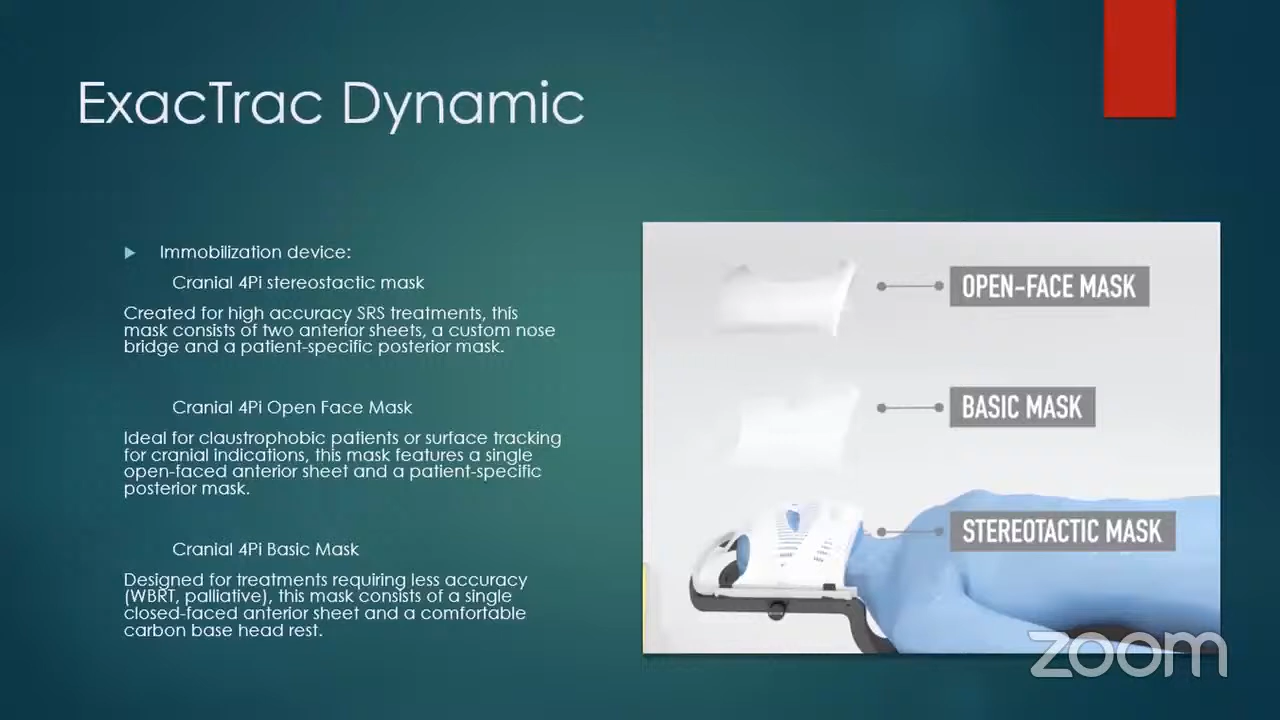 ExacTrac Dynamic
Immobilization device:
Cranial 4Pi stereostactic mask
Created for high accuracy SRS treatments, this
mask consists of two anterior sheets, a custom nose
bridge and a patient-specific posterior mask.
Cranial 4Pi Open Face Mask
Ideal for claustrophobic patients or surface tracking
for cranial indications, this mask features a single
open-faced anterior sheet and a patient-specific
posterior mask.
Cranial 4Pi Basic Mask
Designed for treatments requiring less accuracy
(WBRT, palliative), this mask consists of a single
closed-faced anterior sheet and a comfortable
carbon base head rest.
OPEN-FACE MASK
BASIC MASK
STEREOTACTIC MASK
zoom